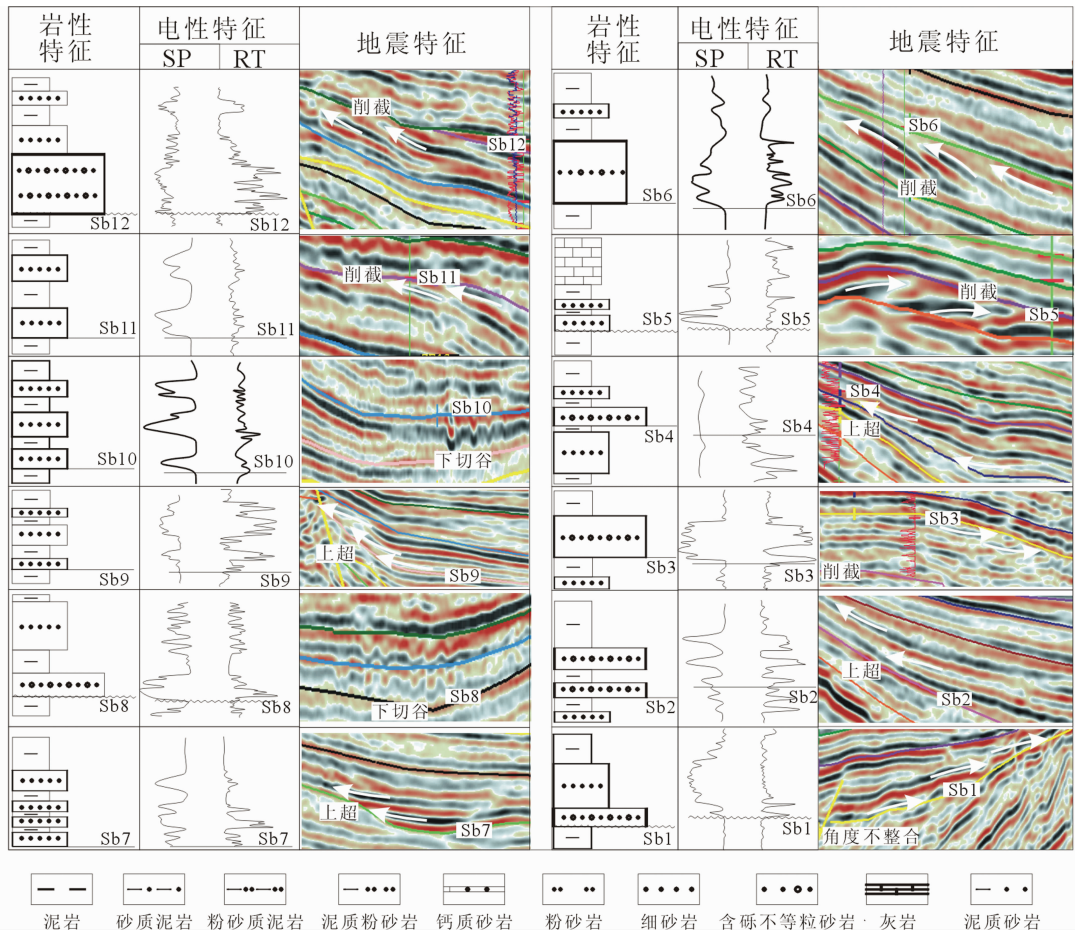 岩性
特征
电性特征
SP RT
地震特征
岩性
特征
电性特征
SP RT
地震特征
Sb12
Sb12
削截
Sb12
Sb11
Sb11
削截
Sb11
Sb10
Sb10
Sb10
下切谷
Sb9
Sb9
上超
Sb9
Sb8
Sb8
Sb8
下切谷
Sb7
Sb7
上超
Sb7
Sb6
Sb6
Sb6
削截
Sb5
Sb5
削截
Sb5
Sb4
Sb4
Sb4
上超
Sb3
Sb3
Sb3
削截
Sb2
Sb2
上超
Sb2
Sb1
Sb1
Sb1
角度不整合
泥岩 砂质泥岩 粉砂质泥岩 泥质粉砂岩 钙质砂岩 粉砂岩 细砂岩 含砾不等粒砂岩 灰岩 泥质砂岩